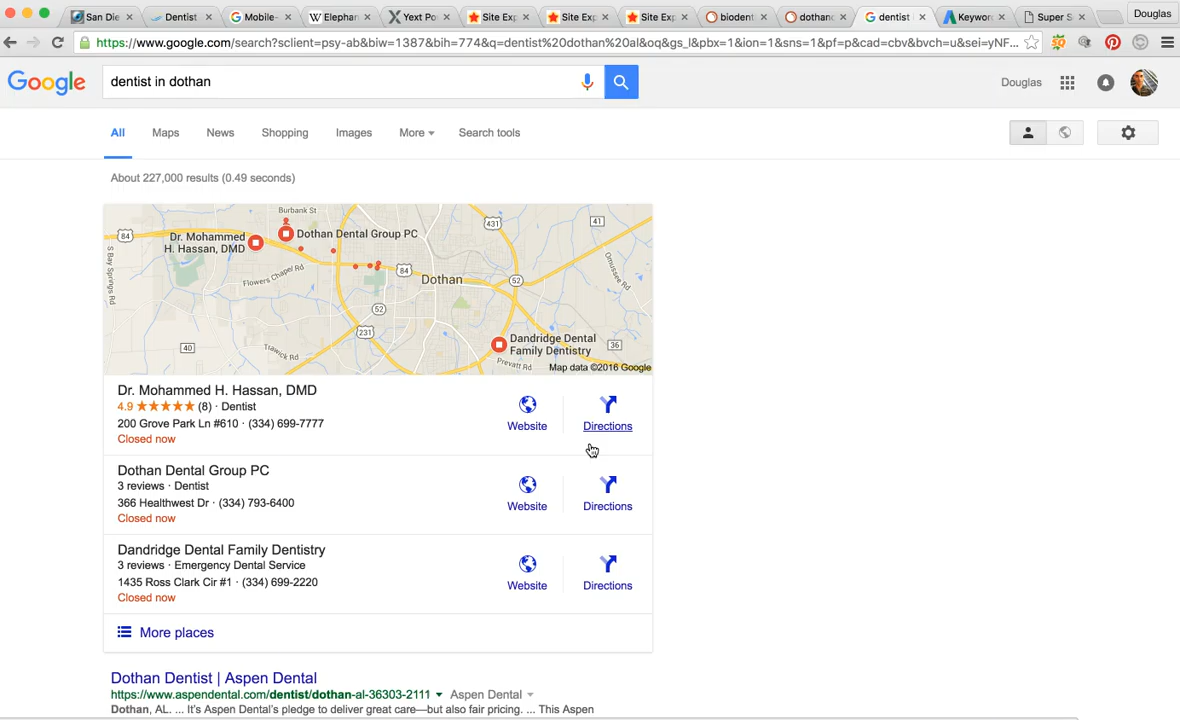 San Die
Dentist
Mobile-
Elephan
Yext Po
Site Exp
Site Exp
Site Exp
biodent
dothanc
dentist
Keyword
Super S
Douglas
https://www.google.com/search?sclient=psy-ab&biw=1387&bih=774&q=dentist%20dothan%20al&oq&gs_l&pbx=1&ion=1&sns=1&pf=p&cad=cbv&bvch=u&sei=yNF...
Google
dentist in dothan
Douglas
All Maps News Shopping Images More Search tools
About 227,000 results (0.49 seconds)
Burbank St
84
431
41
Dr. Mohammed
H. Hassan, DMD
Dothan Dental Group PC
S Bay Springs Rd
Flowers Chapel Rd
84
Dothan
52
Omussee Rd
52
231
Dandridge Dental
Family Dentistry
36
40
Trawick Rd
Prevatt Rd
Map data ©2016 Google
Dr. Mohammed H. Hassan, DMD
4.9 (8) · Dentist
200 Grove Park Ln #610 · (334) 699-7777
Closed now
Website Directions
Dothan Dental Group PC
3 reviews · Dentist
366 Healthwest Dr · (334) 793-6400
Closed now
Website Directions
Dandridge Dental Family Dentistry
3 reviews · Emergency Dental Service
1435 Ross Clark Cir #1 · (334) 699-2220
Closed now
Website Directions
More places
Dothan Dentist | Aspen Dental
https://www.aspendental.com/dentist/dothan-al-36303-2111 Aspen Dental
Dothan, AL. ... It's Aspen Dental's pledge to deliver great care—but also fair pricing. ... This Aspen